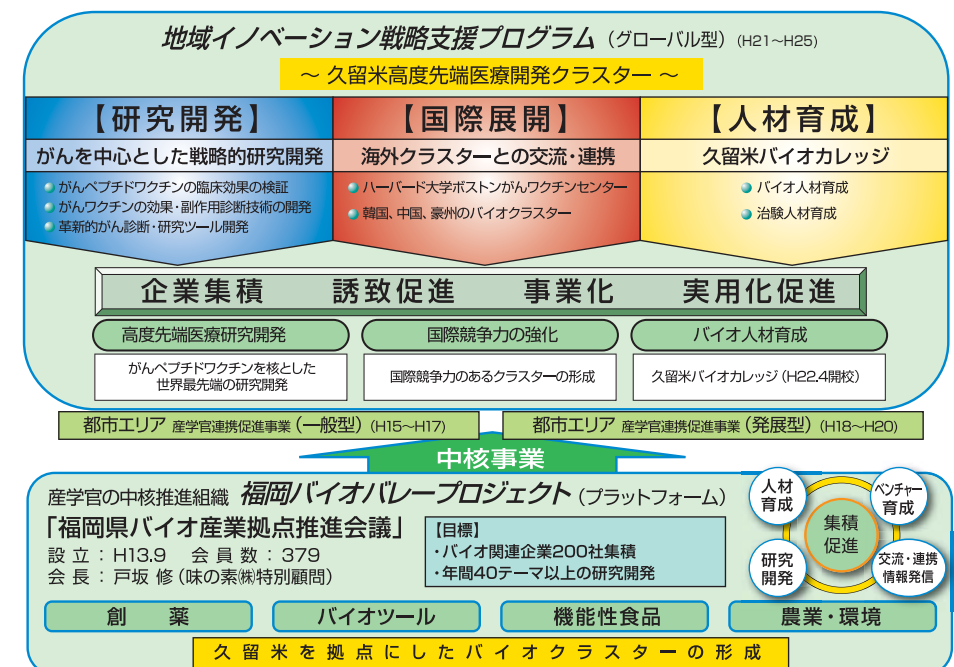 地域イノベーション戦略支援プログラム（グローバル型）(H21～H25)
～ 久留米高度先端医療開発クラスター ～
【研究開発】
がんを中心とした戦略的研究開発
がんペプチドワクチンの臨床効果の検証
がんワクチンの効果・副作用診断技術の開発
革新的がん診断・研究ツール開発
【国際展開】
海外クラスターとの交流・連携
ハーバード大学ボストンがんワクチンセンター
韓国、中国、豪州のバイオクラスター
【人材育成】
久留米バイオカレッジ
バイオ人材育成
治験人材育成
企業集積 誘致促進 事業化 実用化促進
高度先端医療研究開発
がんペプチドワクチンを核とした
世界最先端の研究開発
国際競争力の強化
国際競争力のあるクラスターの形成
バイオ人材育成
久留米バイオカレッジ（H22.4開校）
都市エリア 産学官連携促進事業（一般型）(H15～H17)
都市エリア 産学官連携促進事業（発展型）(H18～H20)
中核事業
産学官の中核推進組織 福岡バイオバレープロジェクト（プラットフォーム）
「福岡県バイオ産業拠点推進会議」
設立：H13.9 会員数：379
会長：戸坂 修（味の素㈱特別顧問）
【目標】
・バイオ関連企業200社集積
・年間40テーマ以上の研究開発
人材
育成
ベンチャー
育成
集積
促進
研究
開発
交流・連携
情報発信
創薬
バイオツール
機能性食品
農業・環境
久留米を拠点にしたバイオクラスターの形成